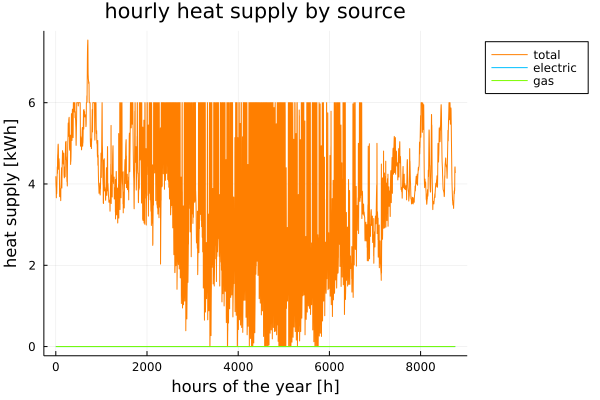 hourly heat supply by source
total
electric
gas
heat supply [kWh]
6
4
2
0
0 2000 4000 6000 8000
hours of the year [h]